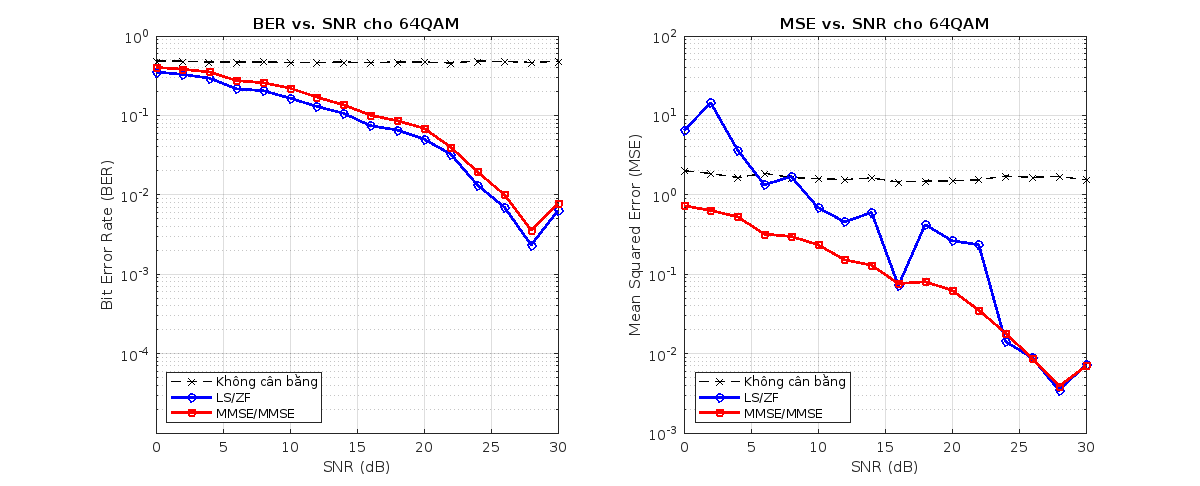 BER vs. SNR cho 64QAM
10^0
10^-1
10^-2
10^-3
10^-4
Bit Error Rate (BER)
0 5 10 15 20 25 30
SNR (dB)
Không cân bằng
LS/ZF
MMSE/MMSE
MSE vs. SNR cho 64QAM
10^2
10^1
10^0
10^-1
10^-2
10^-3
Mean Squared Error (MSE)
0 5 10 15 20 25 30
SNR (dB)
Không cân bằng
LS/ZF
MMSE/MMSE